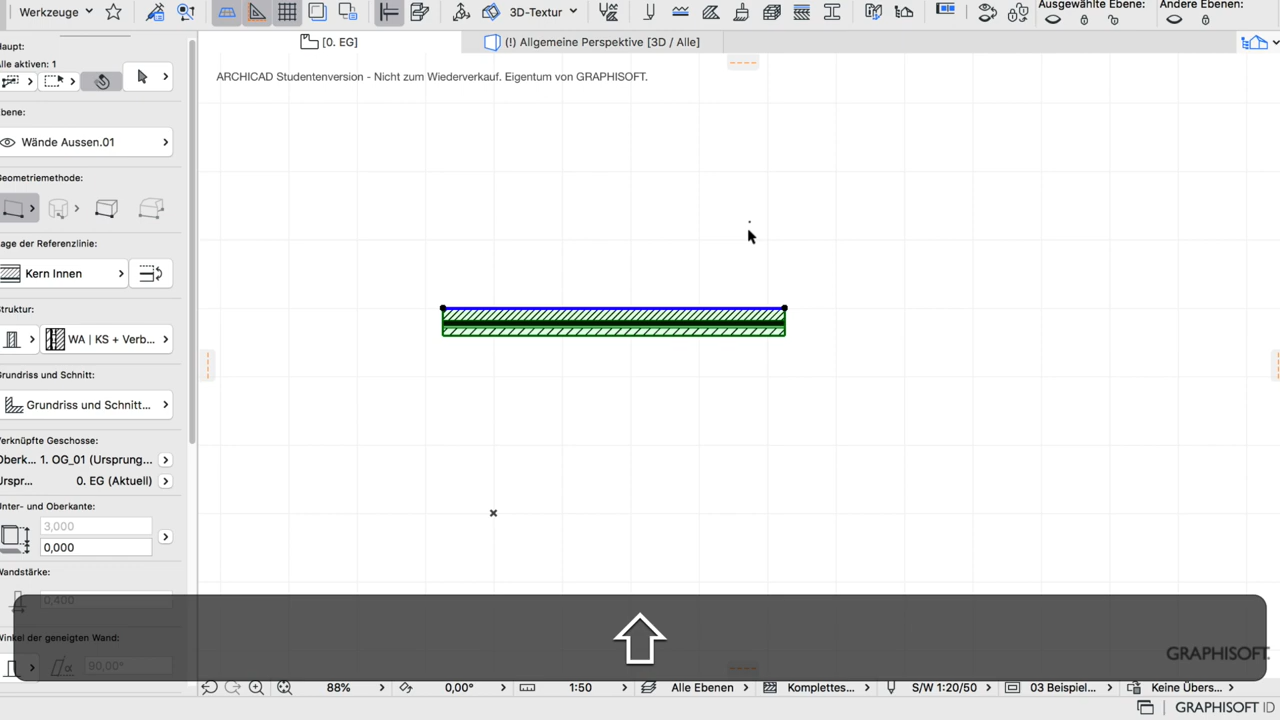 Werkzeuge
3D-Textur
Ausgewählte Ebene:
Andere Ebenen:
[0. EG]
(!) Allgemeine Perspektive [3D / Alle]
Haupt:
Alle aktiven: 1
ARCHICAD Studentenversion - Nicht zum Wiederverkauf. Eigentum von GRAPHISOFT.
Ebene:
Wände Aussen.01
Geometriemethode:
Lage der Referenzlinie:
Kern Innen
Struktur:
WA | KS + Verb...
Grundriss und Schnitt:
Grundriss und Schnitt...
Verknüpfte Geschosse:
Oberk... 1. OG_01 (Ursprung...
Urspr... 0. EG (Aktuell)
Unter- und Oberkante:
3,000
0,000
Wandstärke:
0,400
Winkel der geneigten Wand:
α 90,00°
GRAPHISOFT.
88%
0,00°
1:50
Alle Ebenen
Komplettes...
S/W 1:20/50
03 Beispiel...
Keine Übers...
GRAPHISOFT ID